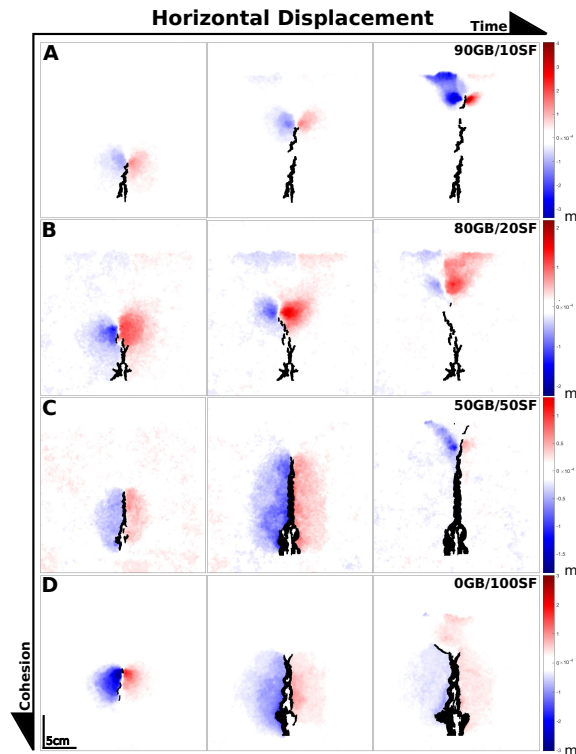 Horizontal Displacement
Time
A
90GB/10SF
m
B
80GB/20SF
m
C
50GB/50SF
m
D
0GB/100SF
m
Cohesion
5cm